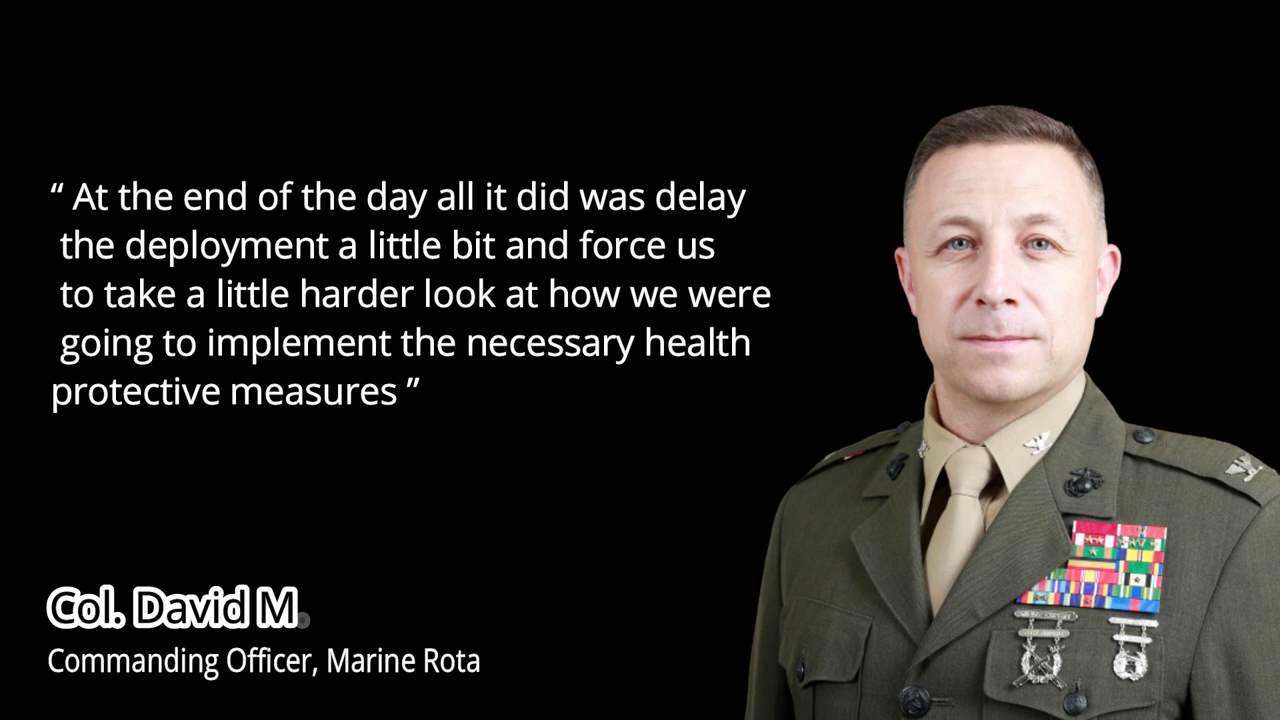 “ At the end of the day all it did was delay
the deployment a little bit and force us
to take a little harder look at how we were
going to implement the necessary health
protective measures ”
Col. David M.
Commanding Officer, Marine Rota